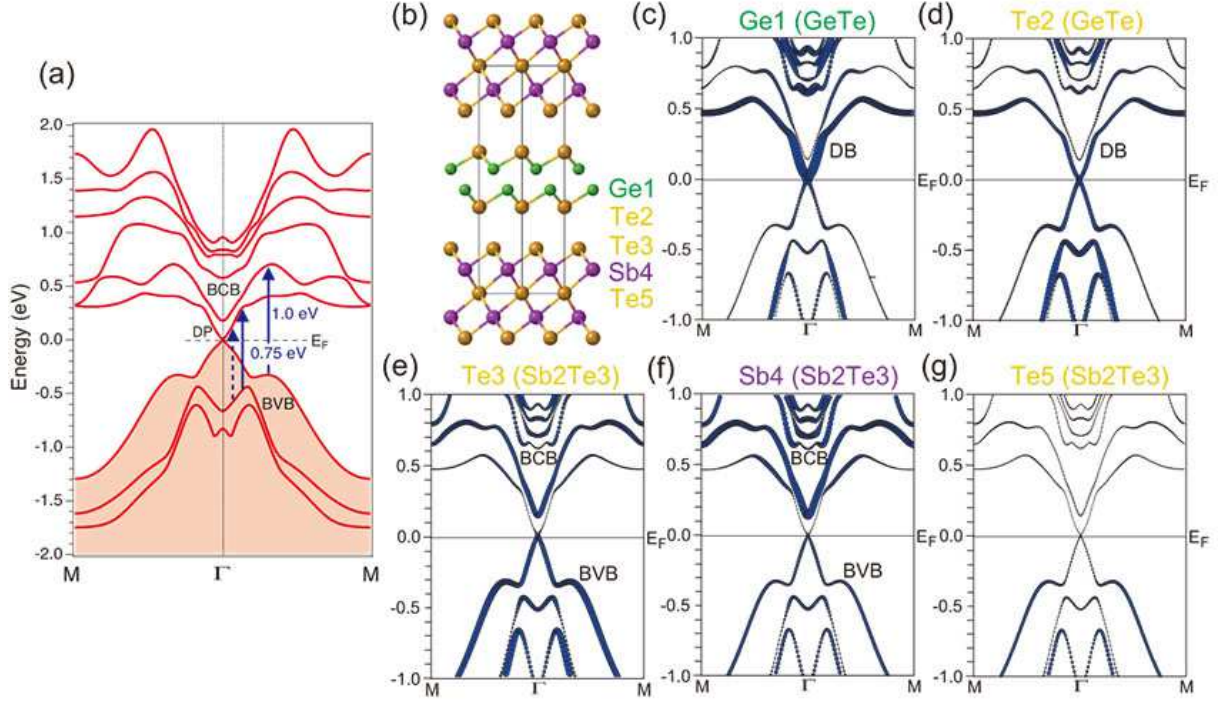 (a)
2.0
1.5
1.0
0.5
0.0
-0.5
-1.0
-1.5
-2.0
Energy (eV)
BCB
DP
E_F
1.0 eV
0.75 eV
BVB
M Γ M
(b)
Ge1
Te2
Te3
Sb4
Te5
(c)
Ge1 (GeTe)
1.0
0.5
0.0
-0.5
-1.0
DB
E_F
M Γ M
(d)
Te2 (GeTe)
1.0
0.5
0.0
-0.5
-1.0
DB
E_F
M Γ M
(e)
Te3 (Sb2Te3)
1.0
0.5
0.0
-0.5
-1.0
BCB
E_F
BVB
M Γ M
(f)
Sb4 (Sb2Te3)
1.0
0.5
0.0
-0.5
-1.0
BCB
E_F
BVB
M Γ M
(g)
Te5 (Sb2Te3)
1.0
0.5
0.0
-0.5
-1.0
E_F
M Γ M